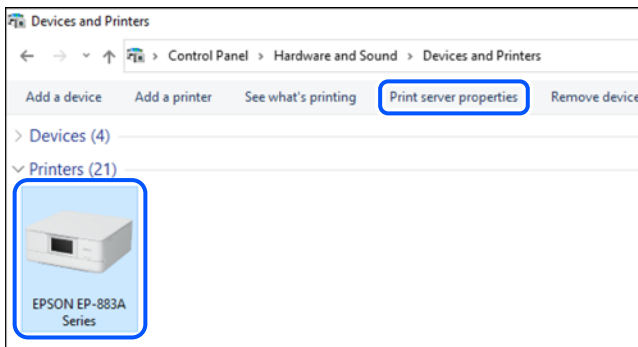 Devices and Printers
Control Panel > Hardware and Sound > Devices and Printers
Add a device Add a printer See what's printing Print server properties Remove device
Devices (4)
Printers (21)
EPSON EP-883A
Series